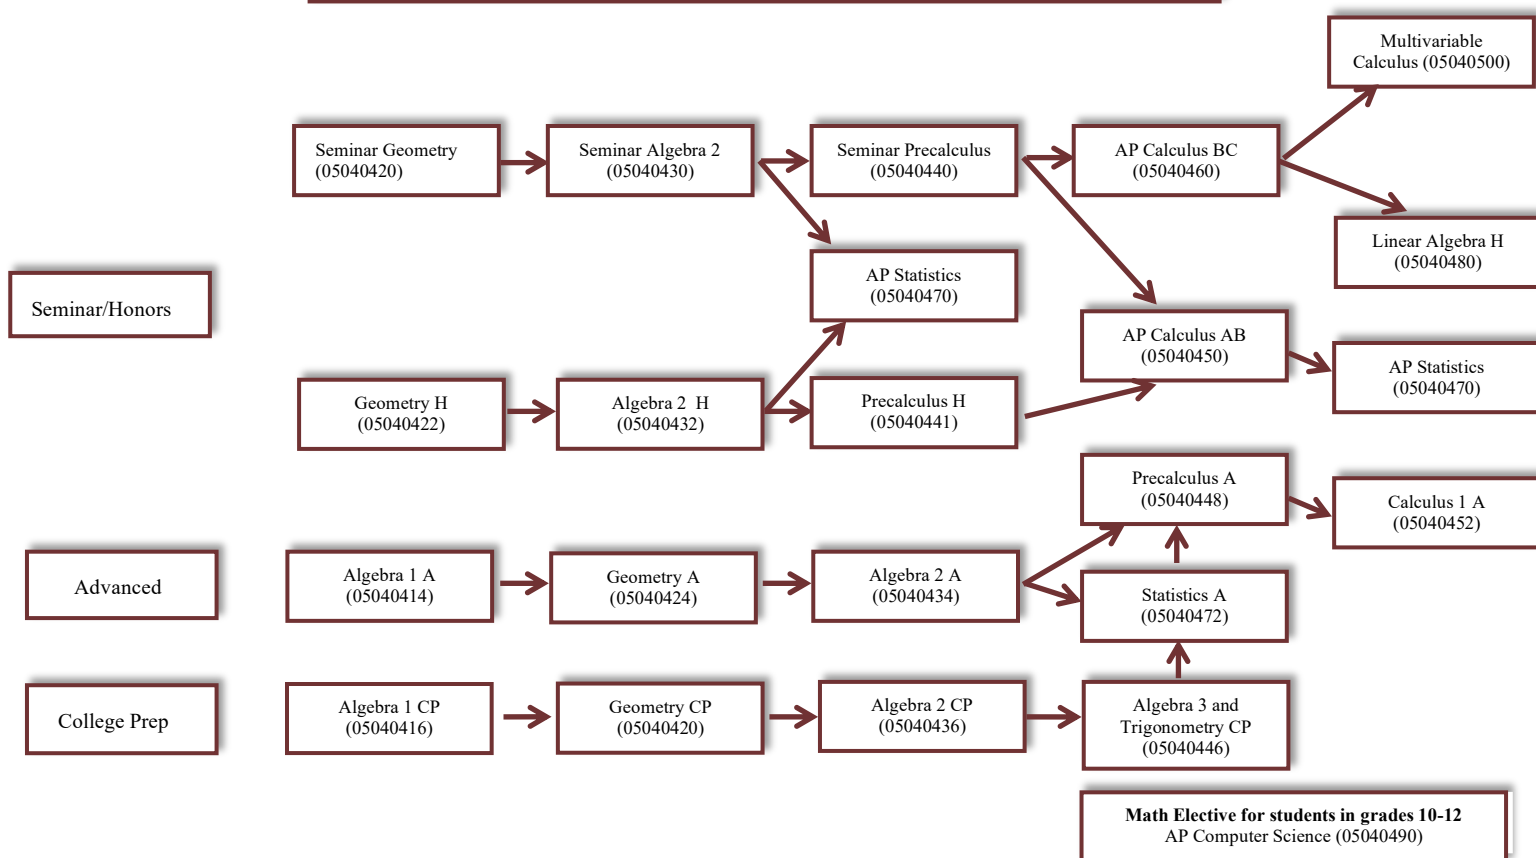 Multivariable
Calculus (05040500)
Seminar Geometry
(05040420)
Seminar Algebra 2
(05040430)
Seminar Precalculus
(05040440)
AP Calculus BC
(05040460)
Linear Algebra H
(05040480)
AP Statistics
(05040470)
Seminar/Honors
AP Calculus AB
(05040450)
AP Statistics
(05040470)
Geometry H
(05040422)
Algebra 2 H
(05040432)
Precalculus H
(05040441)
Precalculus A
(05040448)
Calculus 1 A
(05040452)
Advanced
Algebra 1 A
(05040414)
Geometry A
(05040424)
Algebra 2 A
(05040434)
Statistics A
(05040472)
College Prep
Algebra 1 CP
(05040416)
Geometry CP
(05040420)
Algebra 2 CP
(05040436)
Algebra 3 and
Trigonometry CP
(05040446)
Math Elective for students in grades 10-12
AP Computer Science (05040490)